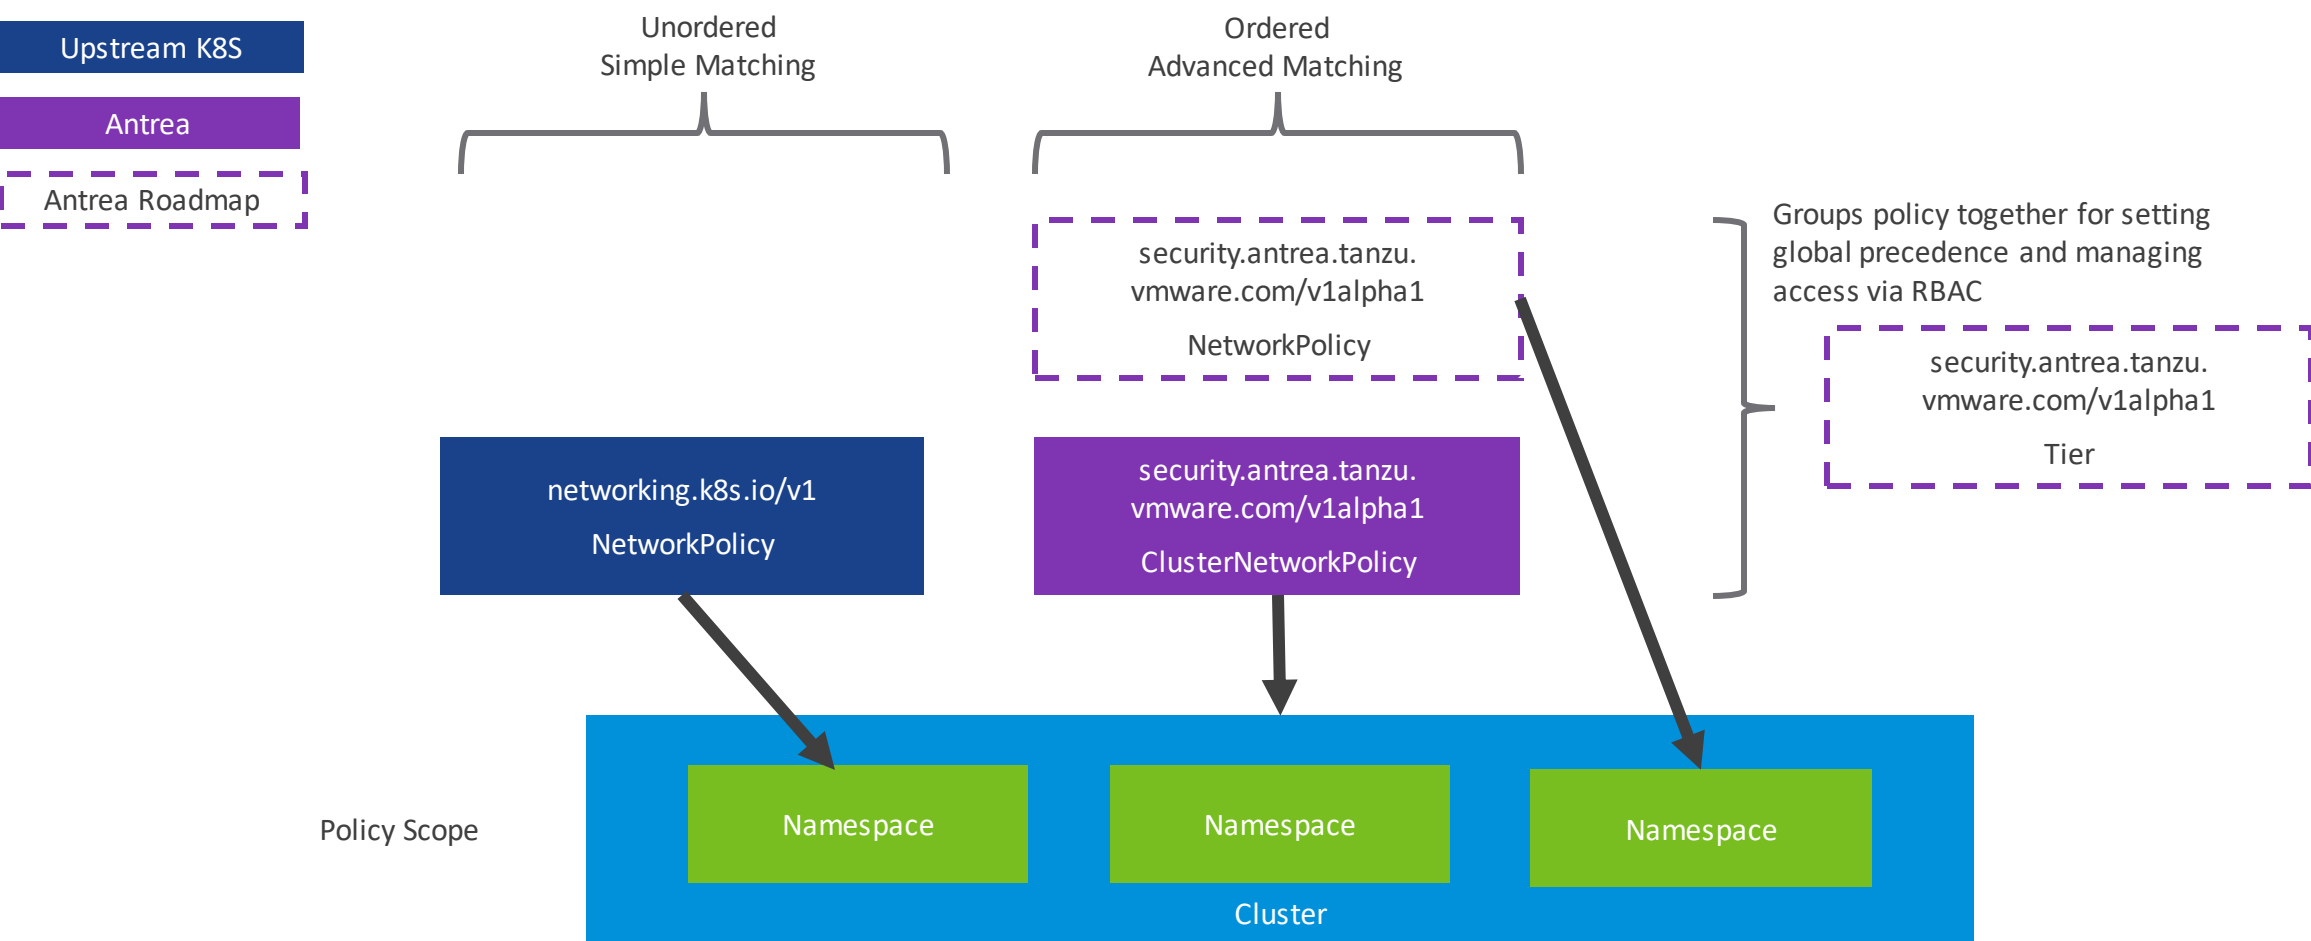 Upstream K8S
Antrea
Antrea Roadmap
Unordered
Simple Matching
Ordered
Advanced Matching
security.antrea.tanzu.
vmware.com/v1alpha1
NetworkPolicy
Groups policy together for setting
global precedence and managing
access via RBAC
security.antrea.tanzu.
vmware.com/v1alpha1
Tier
networking.k8s.io/v1
NetworkPolicy
security.antrea.tanzu.
vmware.com/v1alpha1
ClusterNetworkPolicy
Policy Scope
Namespace
Namespace
Namespace
Cluster